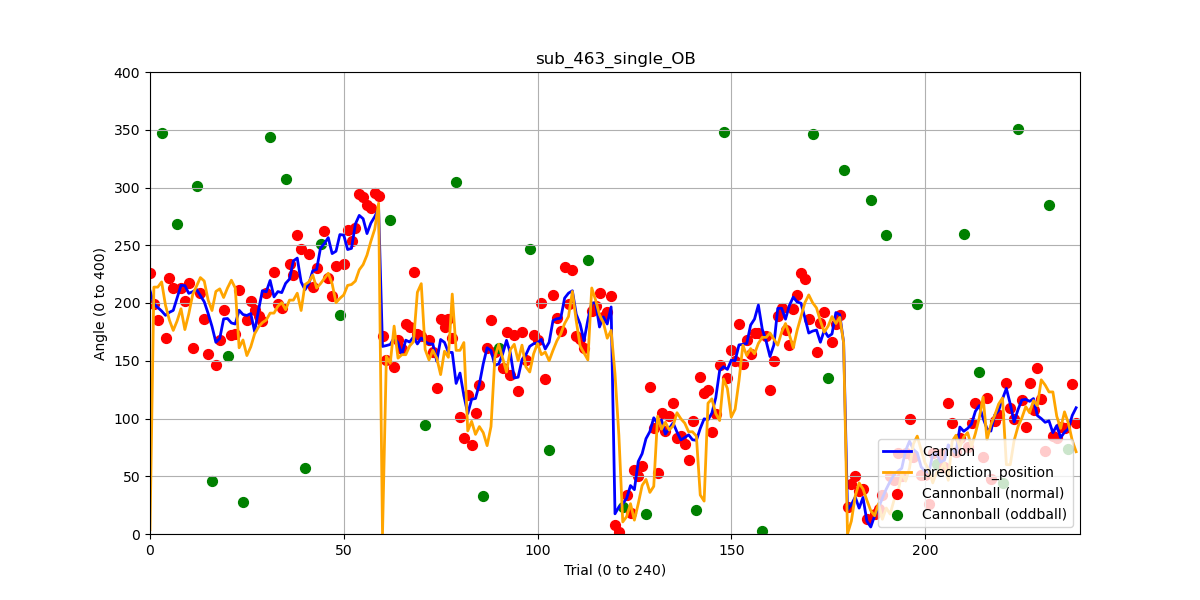 sub_463_single_OB
400
350
300
250
200
150
100
50
0
Angle (0 to 400)
Cannon
prediction_position
Cannonball (normal)
Cannonball (oddball)
0 50 100 150 200
Trial (0 to 240)